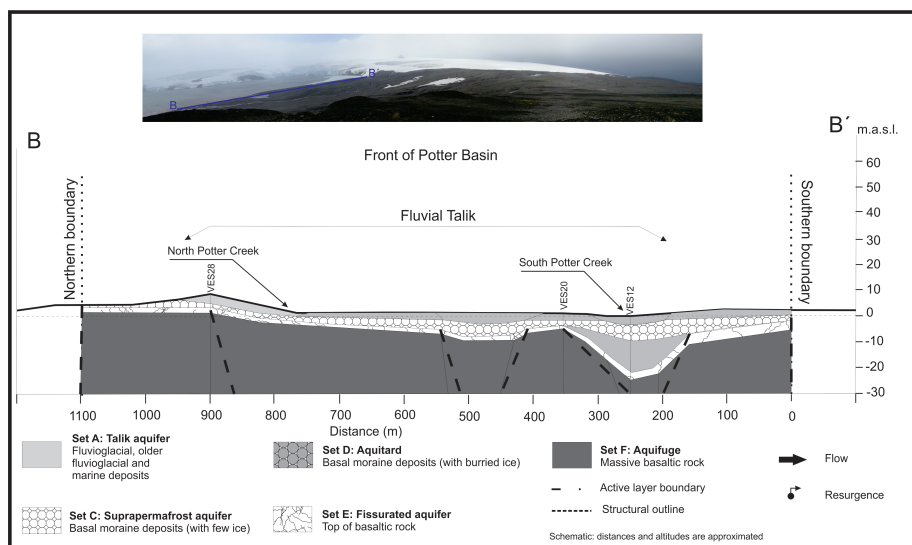 B
B´
B
B´
m.a.s.l.
Front of Potter Basin
60
50
40
30
20
10
0
-10
-20
-30
Northern boundary
Southern boundary
Fluvial Talik
North Potter Creek
South Potter Creek
VES28
VES20
VES12
1100 1000 900 800 700 600 500 400 300 200 100 0
Distance (m)
Set A: Talik aquifer
Fluvioglacial, older
fluvioglacial and
marine deposits
Set D: Aquitard
Basal moraine deposits (with burried ice)
Set F: Aquifuge
Massive basaltic rock
Flow
Active layer boundary
Resurgence
Set C: Suprapermafrost aquifer
Basal moraine deposits (with few ice)
Set E: Fissurated aquifer
Top of basaltic rock
Structural outline
Schematic: distances and altitudes are approximated